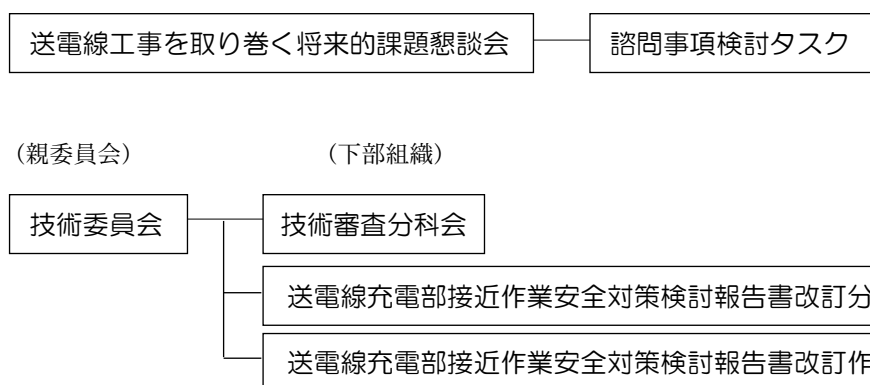 送電線工事を取り巻く将来的課題懇談会 諮問事項検討タスク
(親委員会) (下部組織)
技術委員会 技術審査分科会
送電線充電部接近作業安全対策検討報告書改訂分
送電線充電部接近作業安全対策検討報告書改訂作